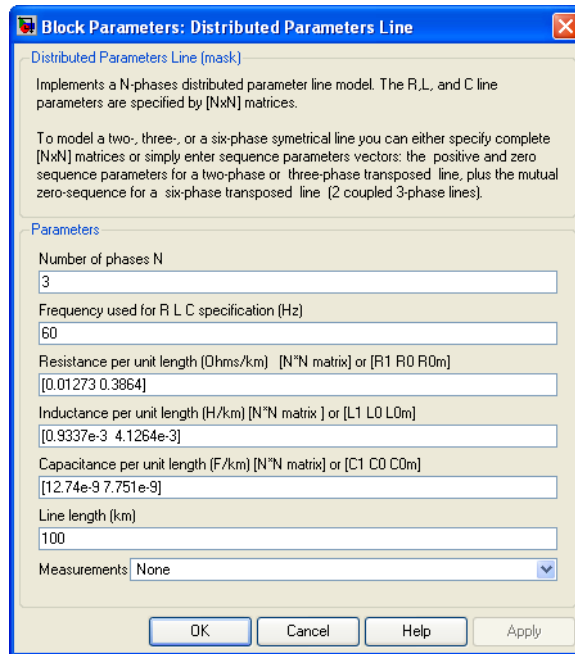 Block Parameters: Distributed Parameters Line
Distributed Parameters Line (mask)
Implements a N-phases distributed parameter line model. The R,L, and C line
parameters are specified by [NxN] matrices.
To model a two-, three-, or a six-phase symetrical line you can either specify complete
[NxN] matrices or simply enter sequence parameters vectors: the positive and zero
sequence parameters for a two-phase or three-phase transposed line, plus the mutual
zero-sequence for a six-phase transposed line (2 coupled 3-phase lines).
Parameters
Number of phases N
3
Frequency used for R L C specification (Hz)
60
Resistance per unit length (Ohms/km) [N*N matrix] or [R1 R0 R0m]
[0.01273 0.3864]
Inductance per unit length (H/km) [N*N matrix ] or [L1 L0 L0m]
[0.9337e-3 4.1264e-3]
Capacitance per unit length (F/km) [N*N matrix] or [C1 C0 C0m]
[12.74e-9 7.751e-9]
Line length (km)
100
Measurements None
OK Cancel Help Apply